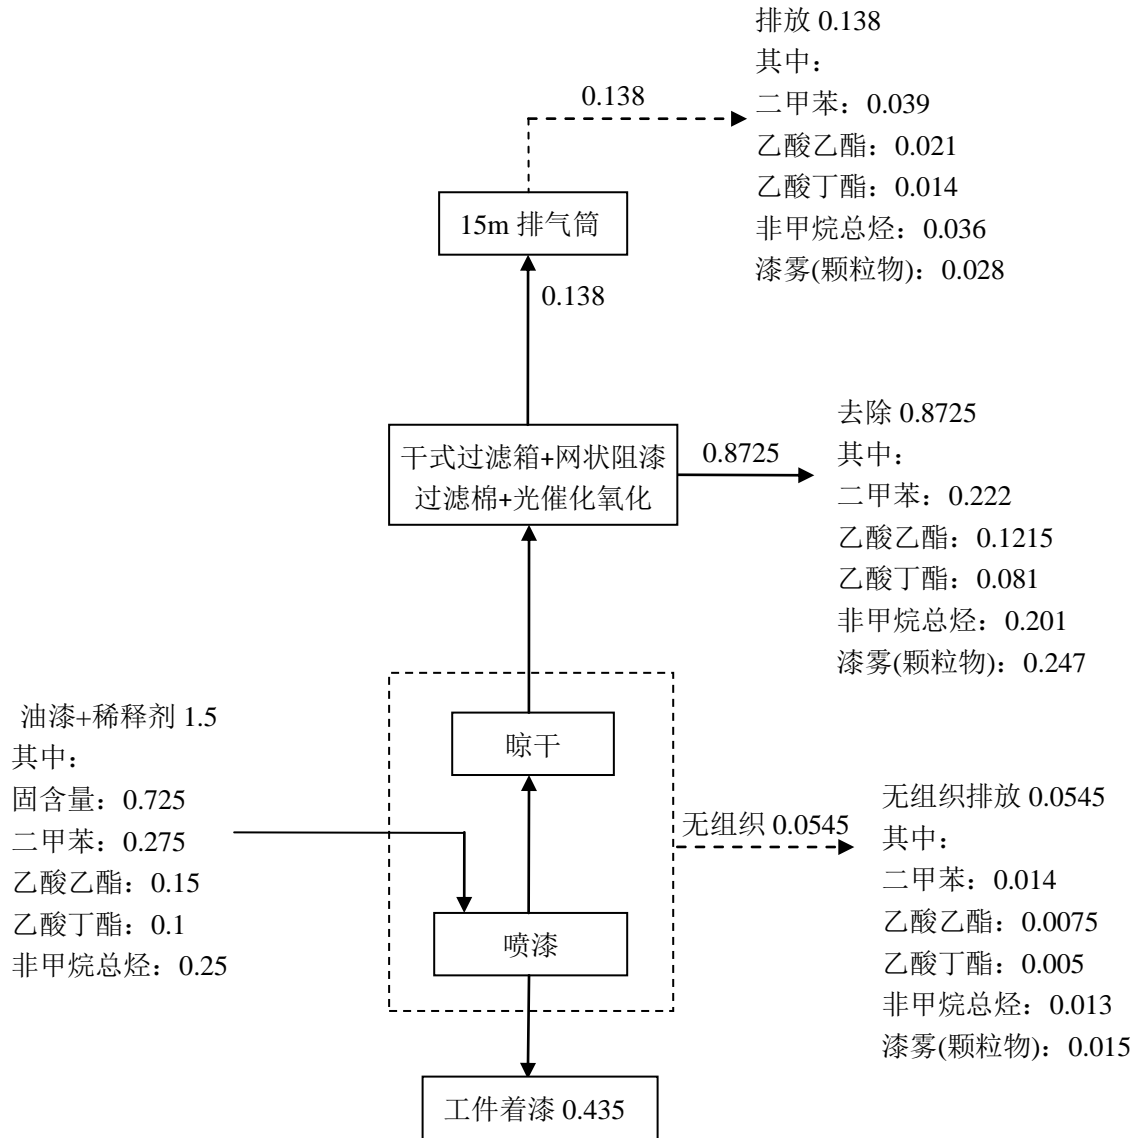 排放 0.138
其中：
二甲苯：0.039
乙酸乙酯：0.021
乙酸丁酯：0.014
非甲烷总烃：0.036
漆雾(颗粒物)：0.028
0.138
15m 排气筒
0.138
干式过滤箱+网状阻漆
过滤棉+光催化氧化
0.8725
去除 0.8725
其中：
二甲苯：0.222
乙酸乙酯：0.1215
乙酸丁酯：0.081
非甲烷总烃：0.201
漆雾(颗粒物)：0.247
油漆+稀释剂 1.5
其中：
固含量：0.725
二甲苯：0.275
乙酸乙酯：0.15
乙酸丁酯：0.1
非甲烷总烃：0.25
晾干
喷漆
无组织 0.0545
无组织排放 0.0545
其中：
二甲苯：0.014
乙酸乙酯：0.0075
乙酸丁酯：0.005
非甲烷总烃：0.013
漆雾(颗粒物)：0.015
工件着漆 0.435